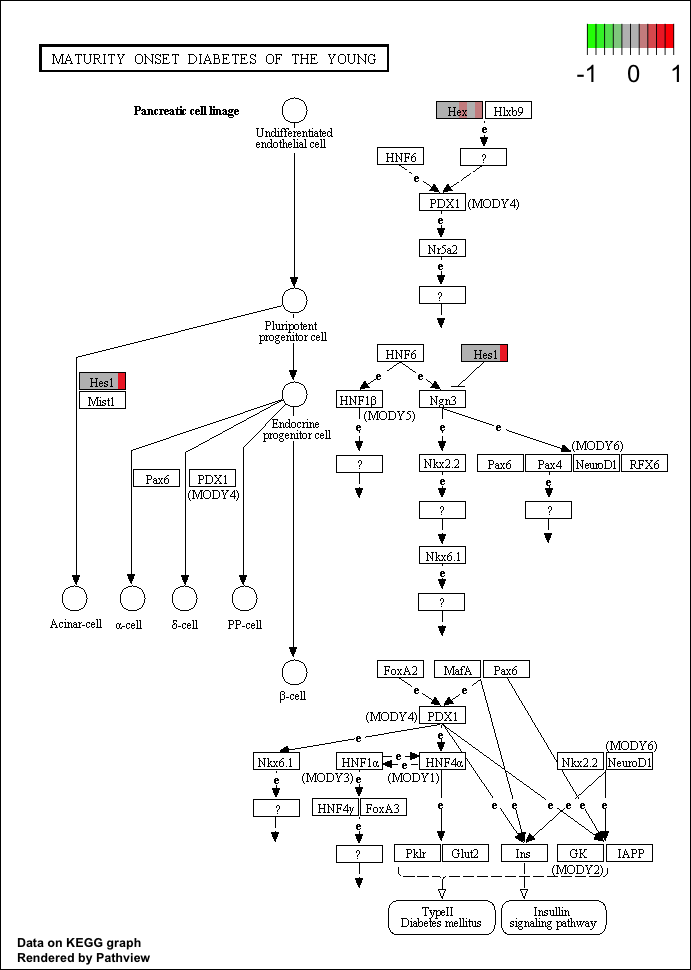 MATURITY ONSET DIABETES OF THE YOUNG
-1 0 1
Pancreatic cell linage
Undifferentiated
endothelial cell
Hex Hlxb9
e
HNF6 ?
e
PDX1 (MODY4)
e
Nr5a2
e
?
Pluripotent
progenitor cell
HNF6 Hes1
e e
Hes1
Mist1
HNF1β Ngn3
(MODY5)
Endocrine
progenitor cell
e e e
(MODY6)
? Nkx2.2 Pax6 Pax4 NeuroD1 RFX6
Pax6 PDX1
(MODY4)
e e
? ?
e
Nkx6.1
e
?
Acinar-cell α-cell δ-cell PP-cell
β-cell
FoxA2 MafA Pax6
e e
(MODY4) PDX1
e e
(MODY6)
Nkx6.1 HNF1α e HNF4α Nkx2.2 NeuroD1
e
(MODY3) (MODY1)
e e
? HNF4γ FoxA3 e e e e e e
e
? Pklr Glut2 Ins GK IAPP
(MODY2)
TypeII
Diabetes mellitus
Insullin
signaling pathway
Data on KEGG graph
Rendered by Pathview